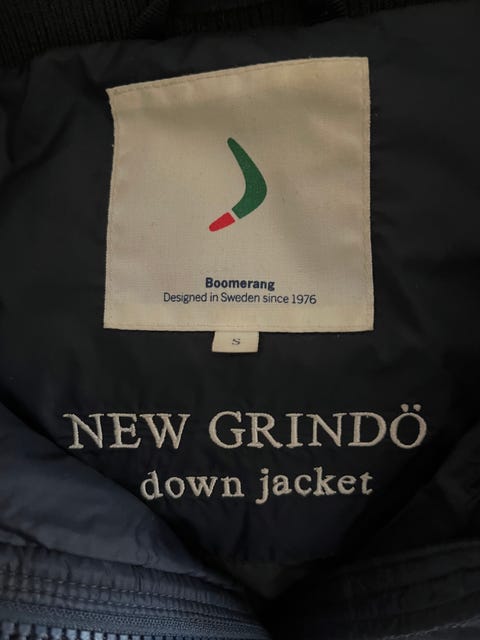 Boomerang
Designed in Sweden since 1976
S
NEW GRINDÖ
down jacket